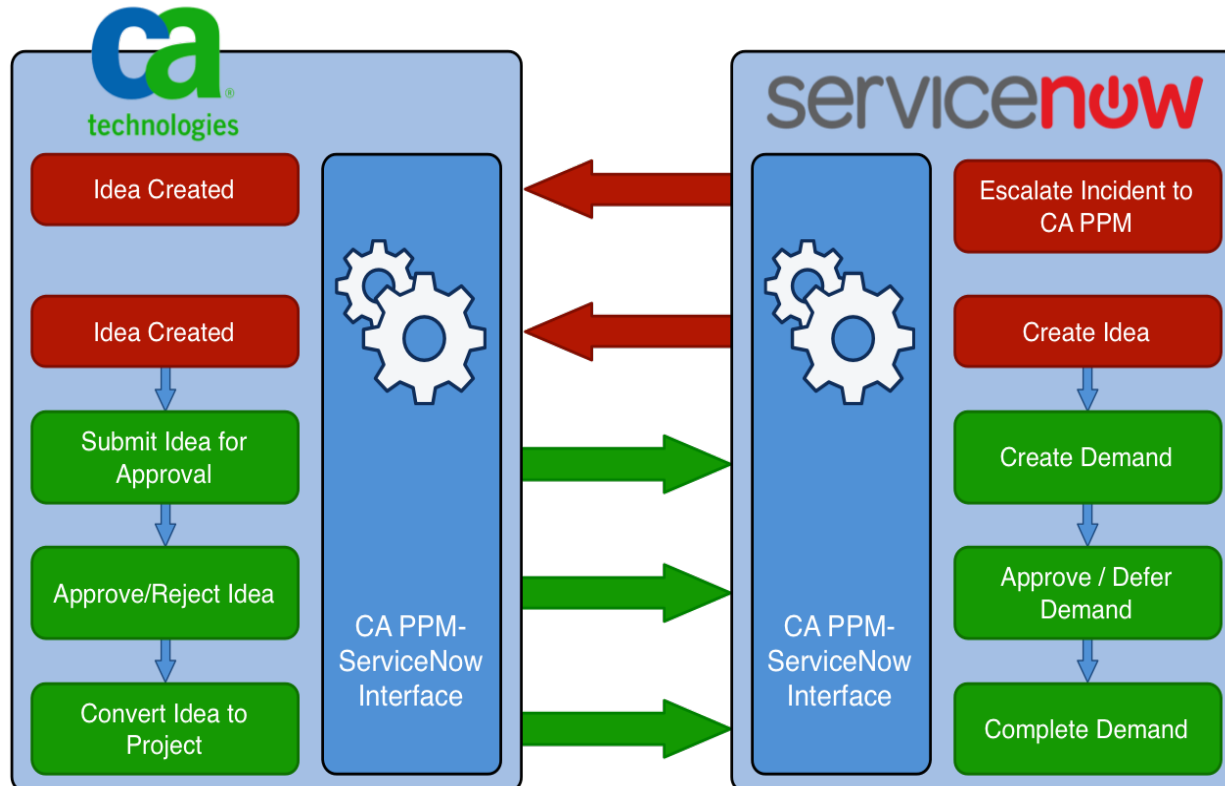 ca
technologies
servicenow
Idea Created
Escalate Incident to
CA PPM
Idea Created
Create Idea
Submit Idea for
Approval
Create Demand
Approve/Reject Idea
Approve / Defer
Demand
CA PPM-
ServiceNow
Interface
CA PPM-
ServiceNow
Interface
Convert Idea to
Project
Complete Demand